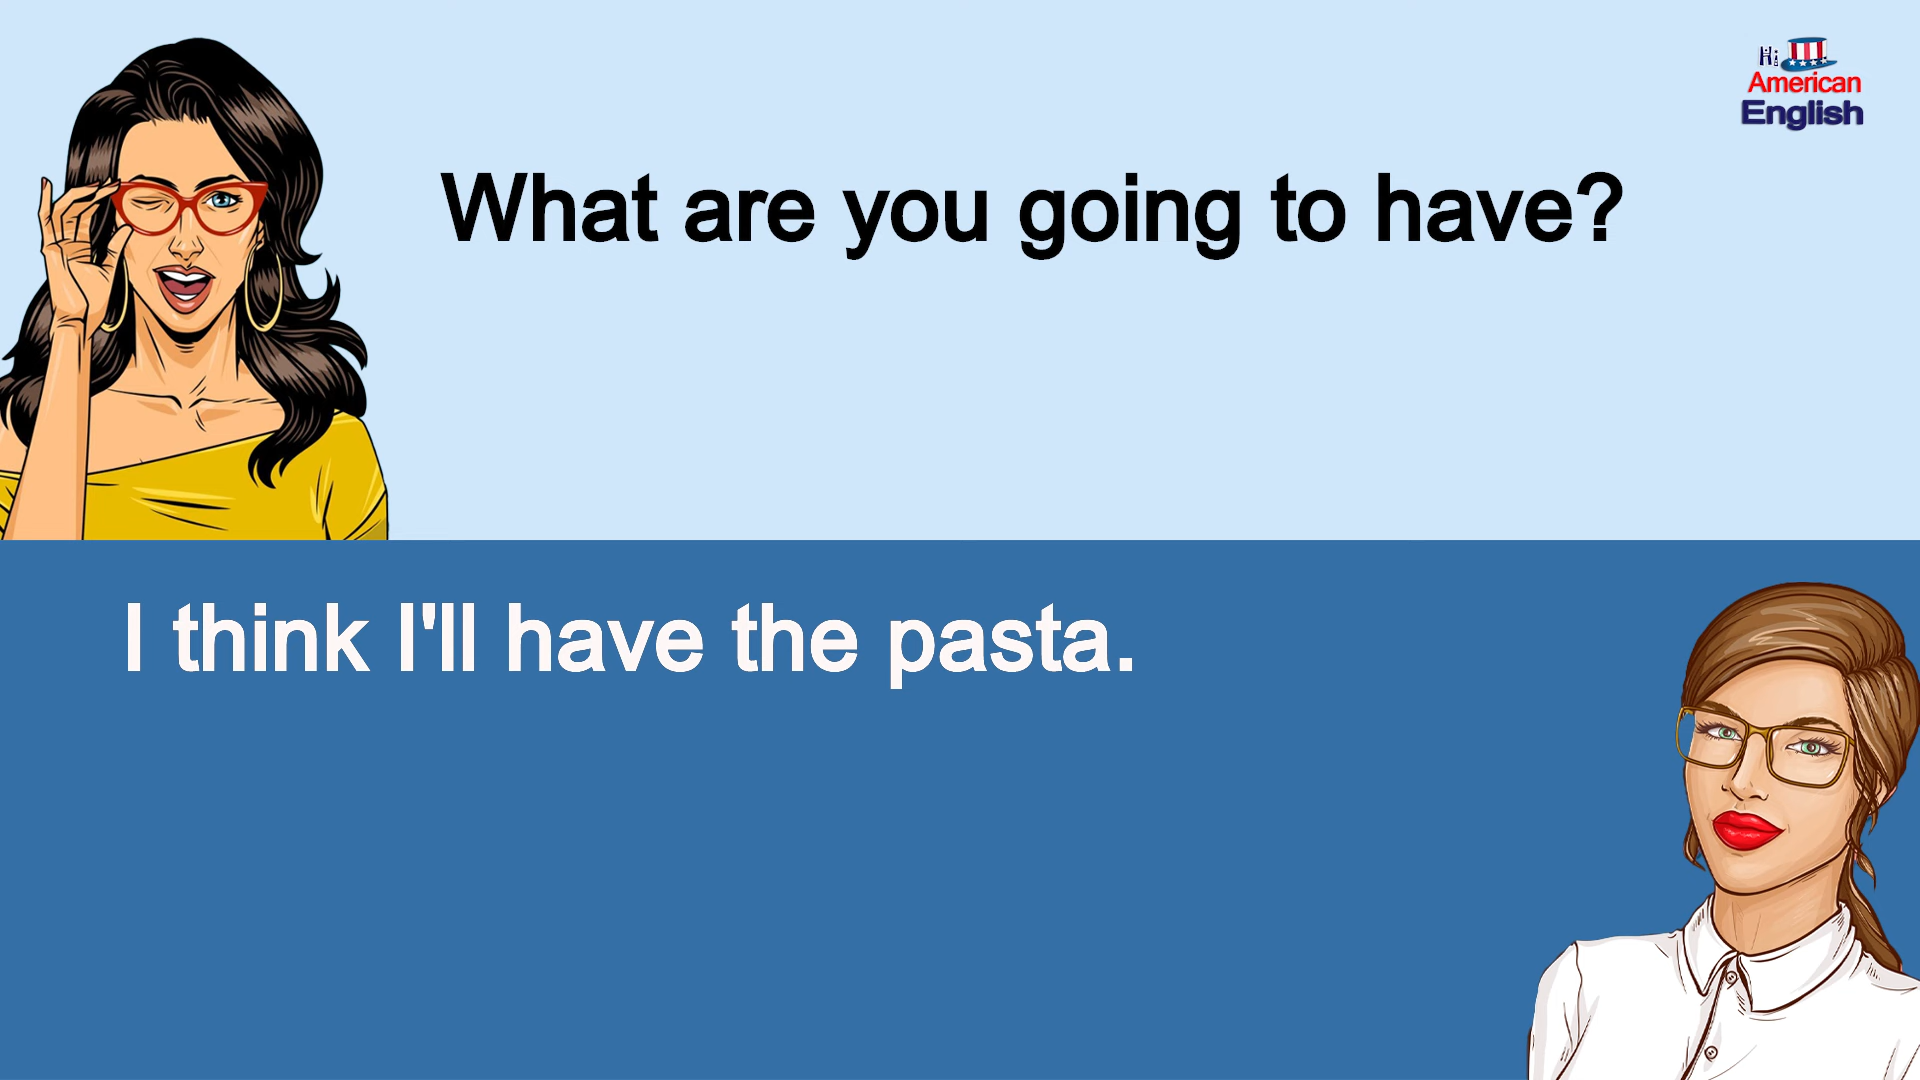 Hi
American
English
What are you going to have?
I think I'll have the pasta.